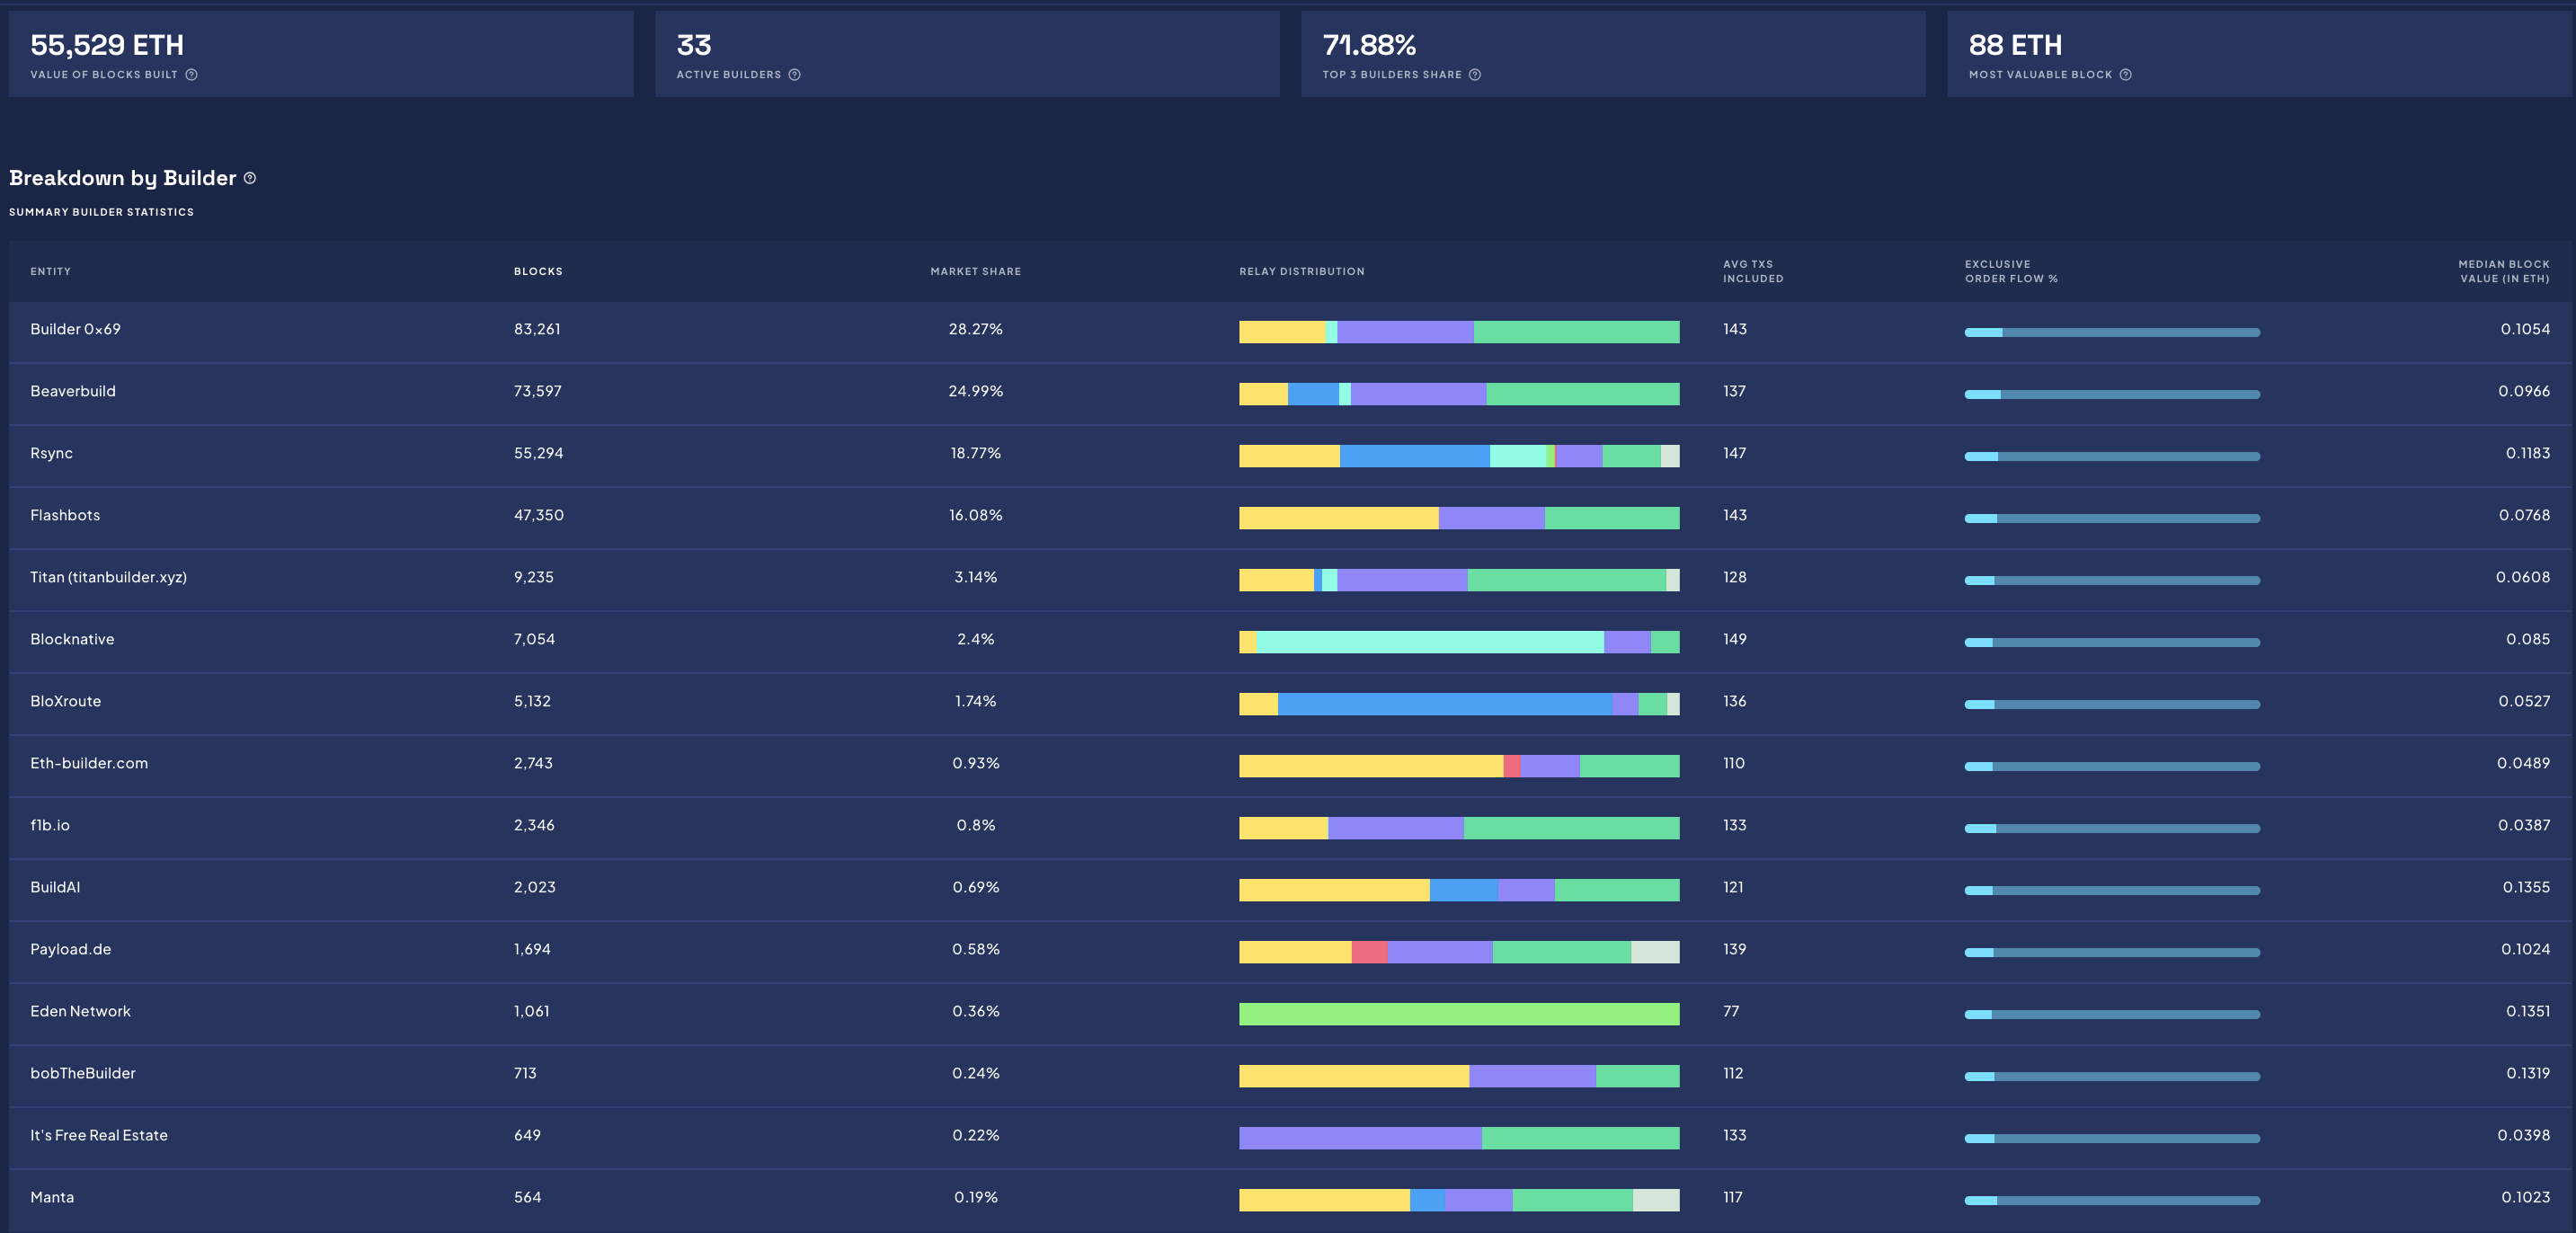 55,529 ETH
VALUE OF BLOCKS BUILT ?
33
ACTIVE BUILDERS ?
71.88%
TOP 3 BUILDERS SHARE ?
88 ETH
MOST VALUABLE BLOCK ?
Breakdown by Builder ?
SUMMARY BUILDER STATISTICS
ENTITY BLOCKS MARKET SHARE RELAY DISTRIBUTION AVG TXS INCLUDED EXCLUSIVE ORDER FLOW % MEDIAN BLOCK VALUE (IN ETH)
Builder 0x69 83,261 28.27% 143 0.1054
Beaverbuild 73,597 24.99% 137 0.0966
Rsync 55,294 18.77% 147 0.1183
Flashbots 47,350 16.08% 143 0.0768
Titan (titanbuilder.xyz) 9,235 3.14% 128 0.0608
Blocknative 7,054 2.4% 149 0.085
BloXroute 5,132 1.74% 136 0.0527
Eth-builder.com 2,743 0.93% 110 0.0489
f1b.io 2,346 0.8% 133 0.0387
BuildAI 2,023 0.69% 121 0.1355
Payload.de 1,694 0.58% 139 0.1024
Eden Network 1,061 0.36% 77 0.1351
bobTheBuilder 713 0.24% 112 0.1319
It's Free Real Estate 649 0.22% 133 0.0398
Manta 564 0.19% 117 0.1023